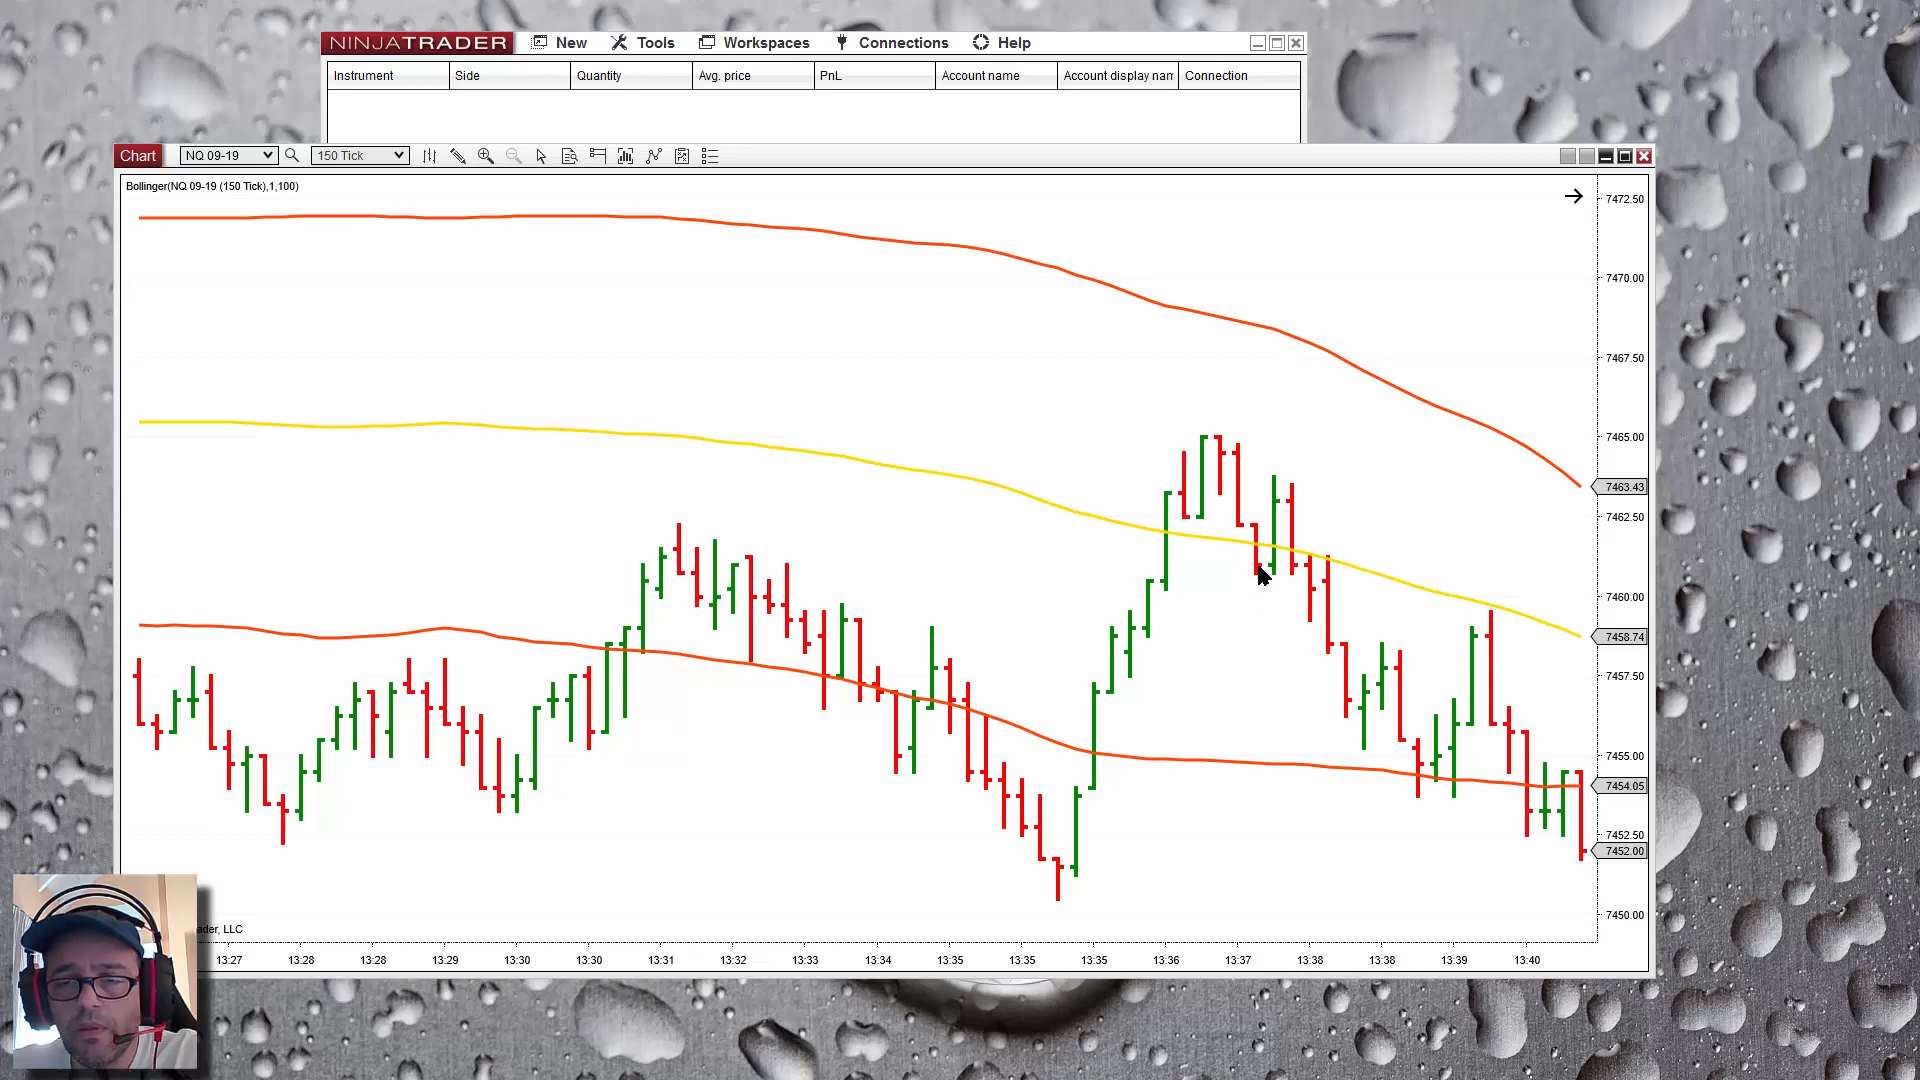 NINJATRADER New Tools Workspaces Connections Help
Instrument Side Quantity Avg. price PnL Account name Account display nam Connection
Chart NQ 09-19 150 Tick
Bollinger(NQ 09-19 (150 Tick),1,100)
7472.50
7470.00
7467.50
7465.00
7463.43
7462.50
7460.00
7458.74
7457.50
7455.00
7454.05
7452.50
7452.00
7450.00
ader, LLC
13:27 13:28 13:28 13:29 13:30 13:30 13:31 13:32 13:33 13:34 13:35 13:35 13:35 13:36 13:37 13:38 13:38 13:39 13:40